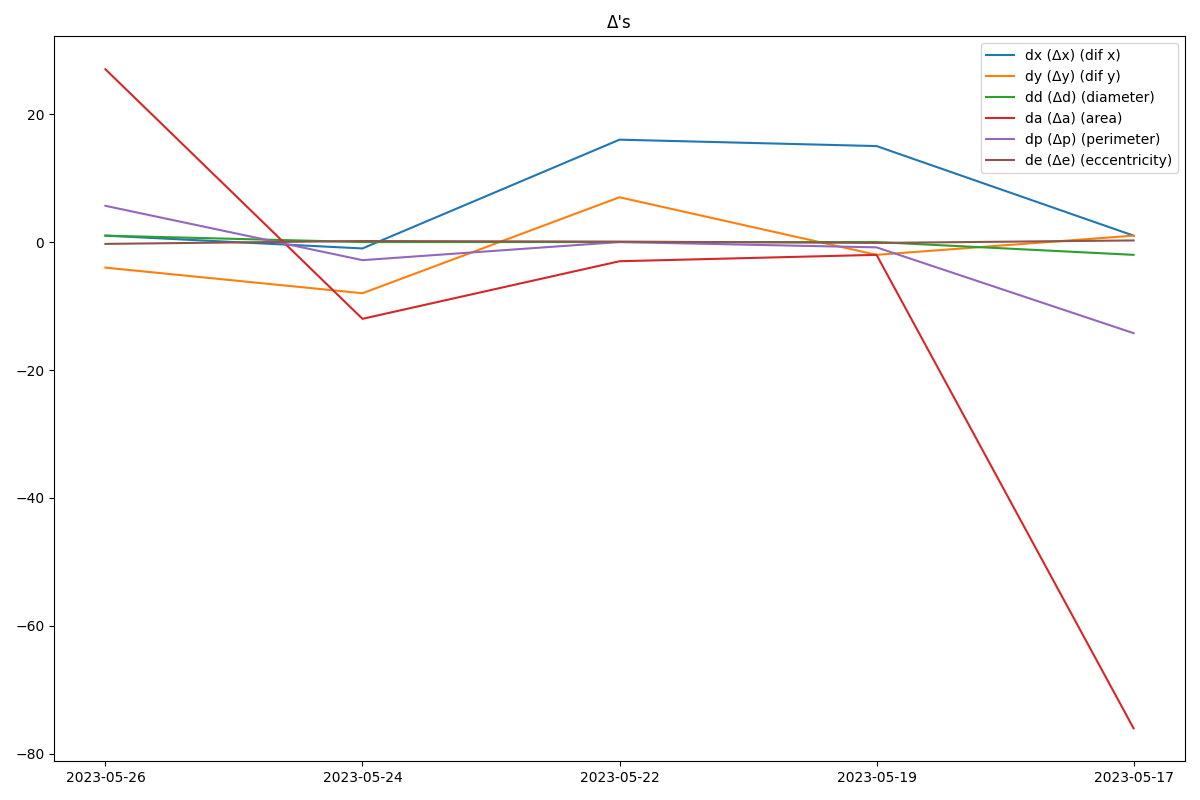 Δ's
dx (Δx) (dif x)
dy (Δy) (dif y)
dd (Δd) (diameter)
da (Δa) (area)
dp (Δp) (perimeter)
de (Δe) (eccentricity)
20
0
−20
−40
−60
−80
2023-05-26 2023-05-24 2023-05-22 2023-05-19 2023-05-17